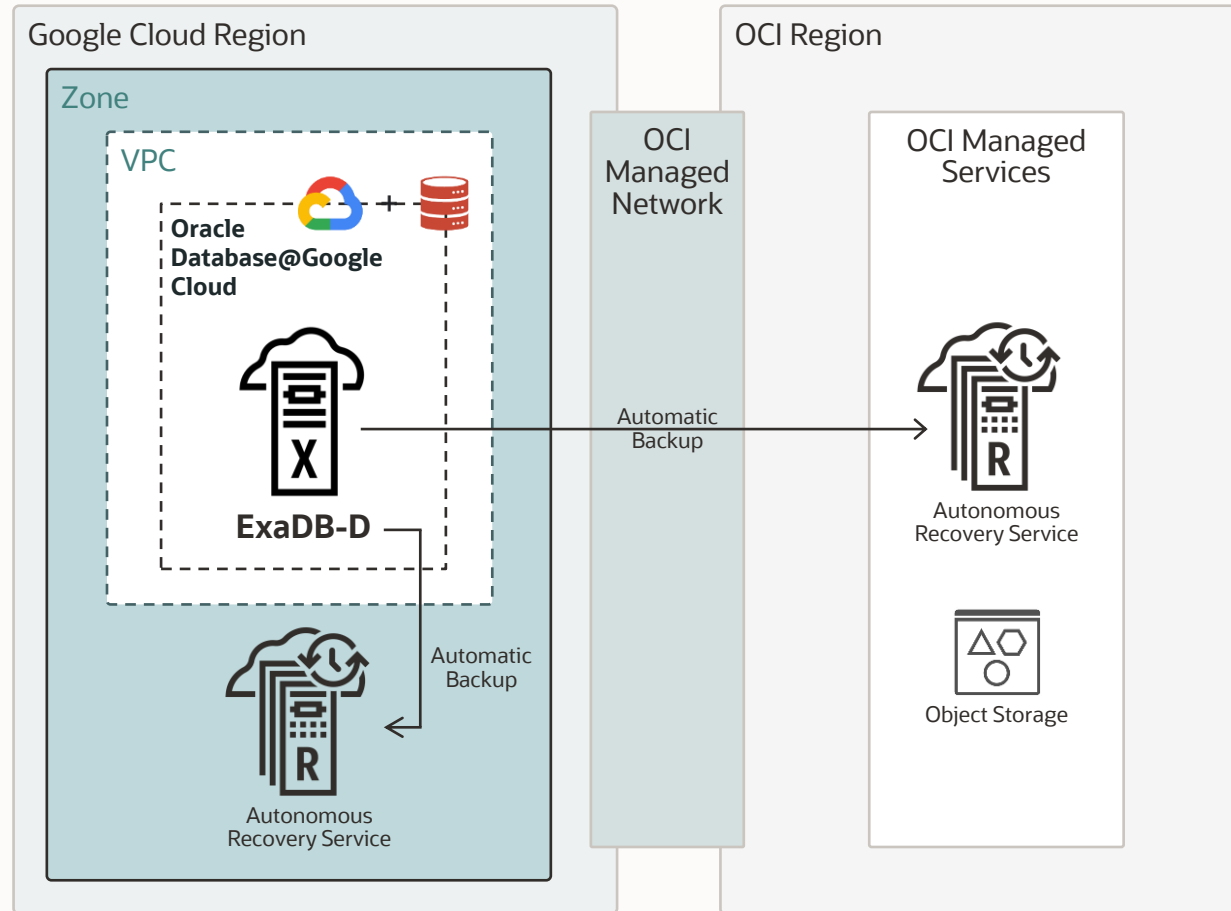 Google Cloud Region
OCI Region
Zone
VPC
+
Oracle
Database@Google
Cloud
X
ExaDB-D
Automatic
Backup
R
Autonomous
Recovery Service
OCI
Managed
Network
Automatic
Backup
OCI Managed
Services
R
Autonomous
Recovery Service
Object Storage